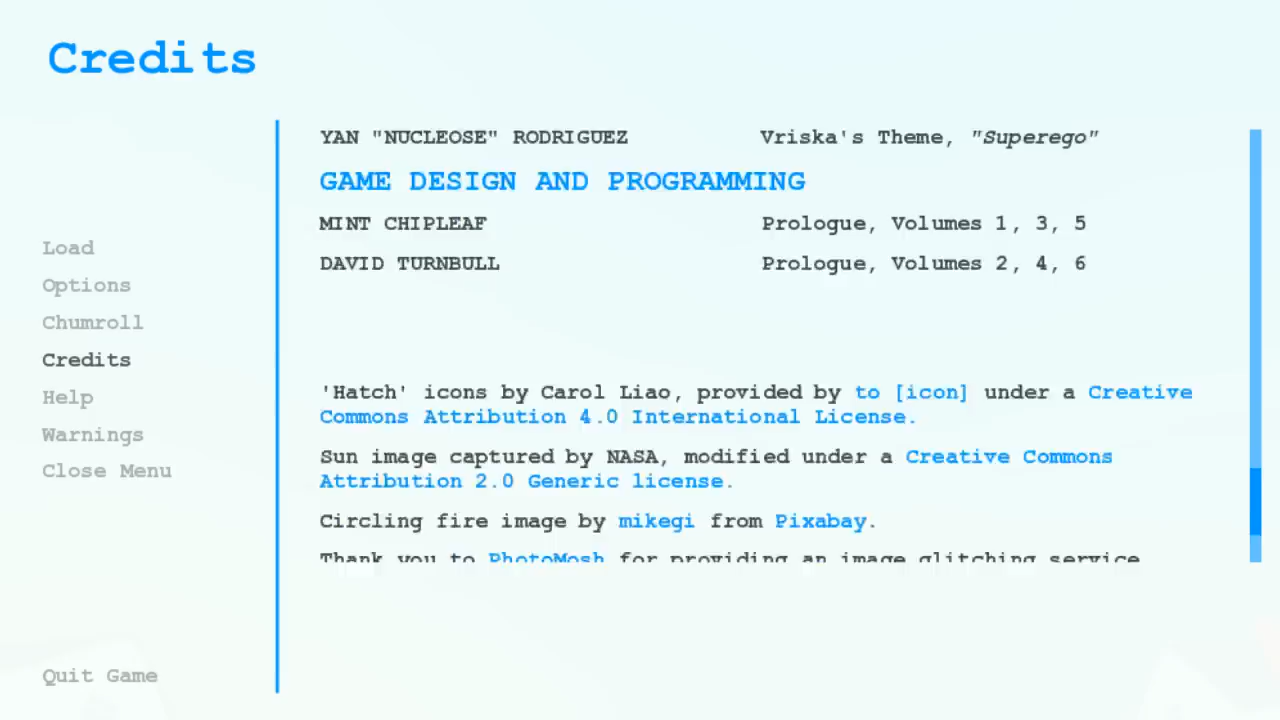 Credits
YAN "NUCLEOSE" RODRIGUEZ Vriska's Theme, "Superego"
GAME DESIGN AND PROGRAMMING
MINT CHIPLEAF Prologue, Volumes 1, 3, 5
DAVID TURNBULL Prologue, Volumes 2, 4, 6
'Hatch' icons by Carol Liao, provided by to [icon] under a Creative
Commons Attribution 4.0 International License.
Sun image captured by NASA, modified under a Creative Commons
Attribution 2.0 Generic license.
Circling fire image by mikegi from Pixabay.
Thank you to PhotoMosh for providing an image glitching service
Load
Options
Chumroll
Credits
Help
Warnings
Close Menu
Quit Game